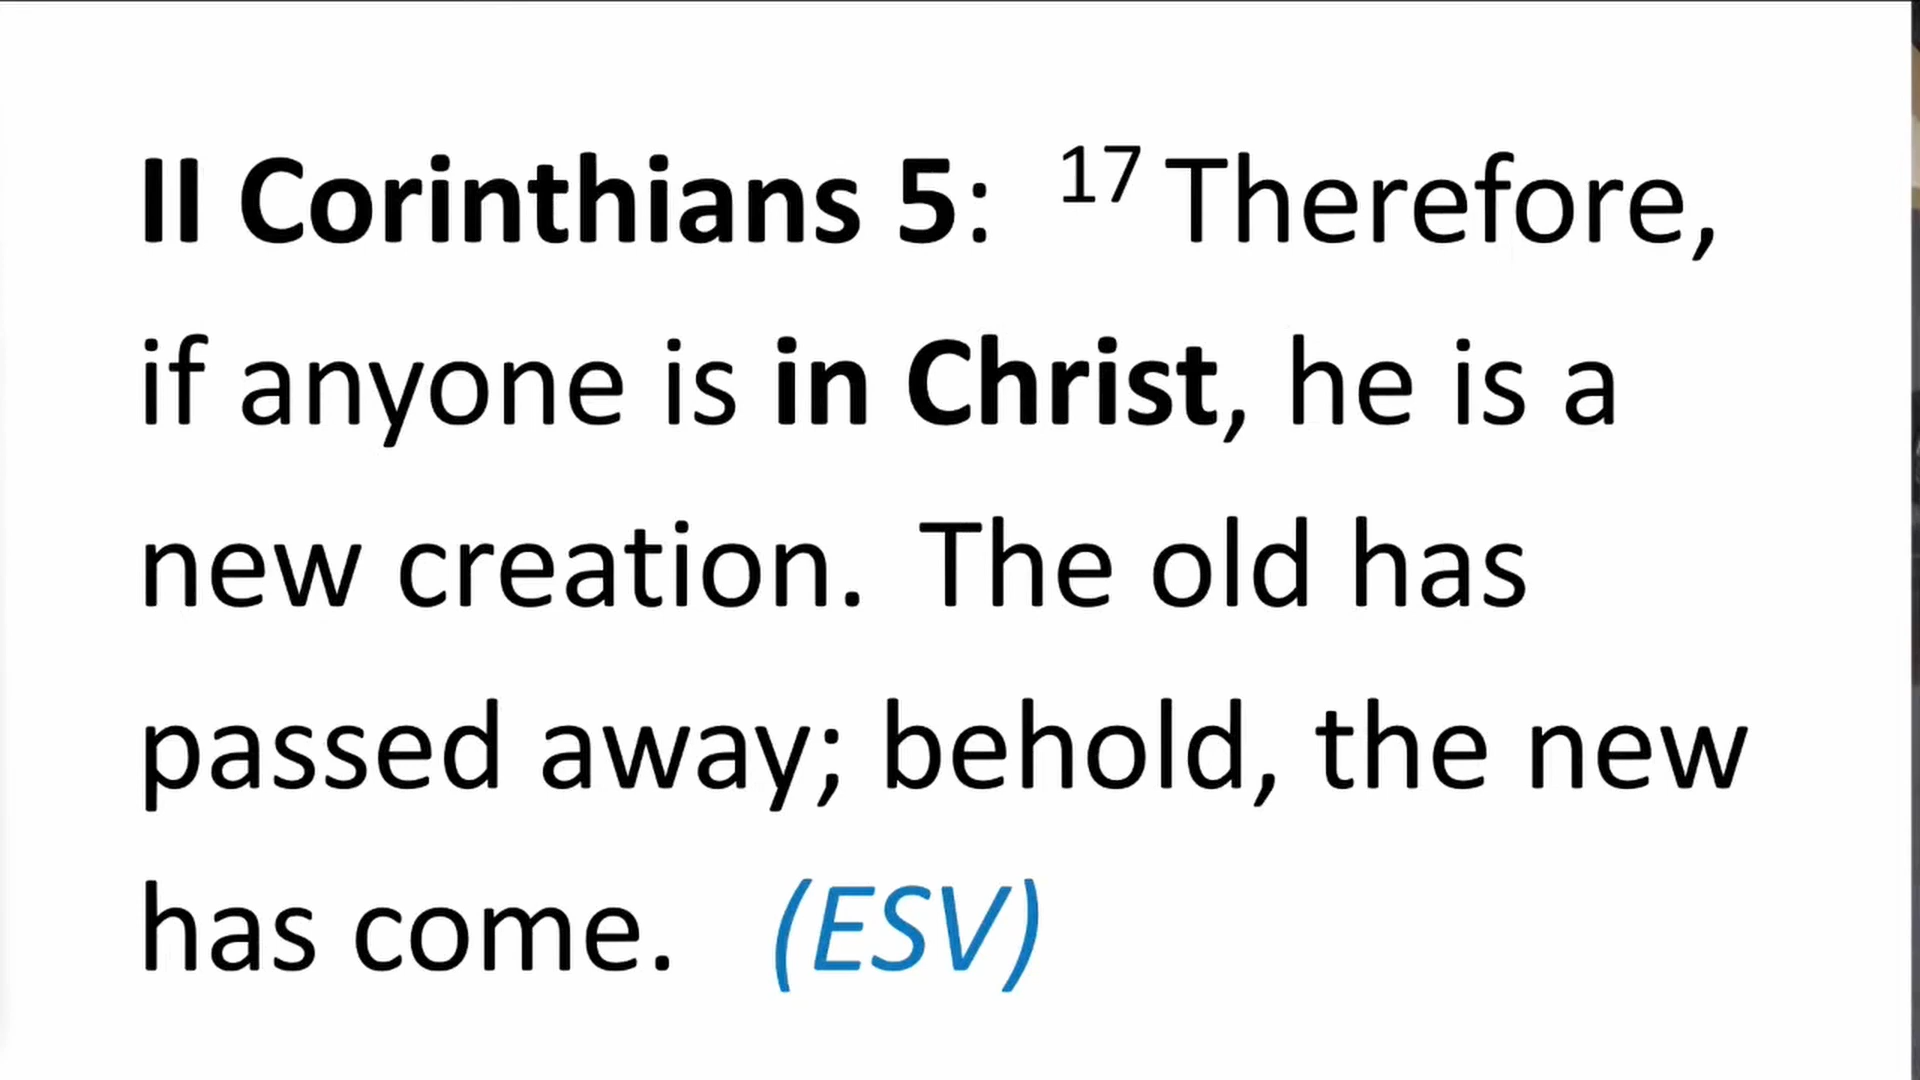 II Corinthians 5: 17 Therefore,
if anyone is in Christ, he is a
new creation. The old has
passed away; behold, the new
has come. (ESV)